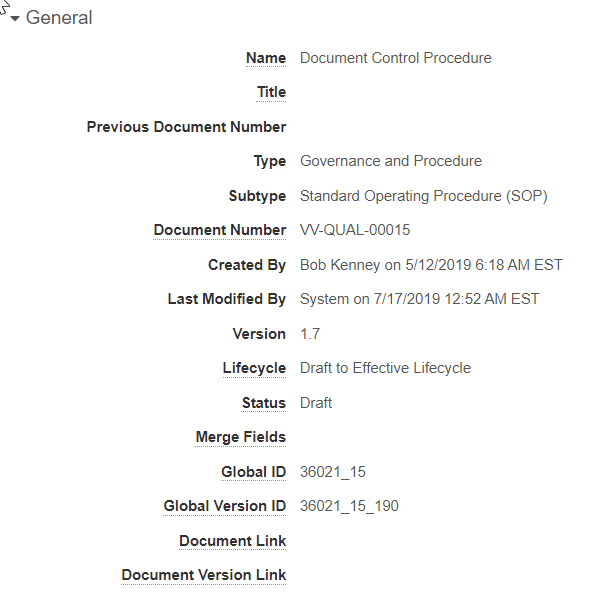 General
Name Document Control Procedure
Title
Previous Document Number
Type Governance and Procedure
Subtype Standard Operating Procedure (SOP)
Document Number VV-QUAL-00015
Created By Bob Kenney on 5/12/2019 6:18 AM EST
Last Modified By System on 7/17/2019 12:52 AM EST
Version 1.7
Lifecycle Draft to Effective Lifecycle
Status Draft
Merge Fields
Global ID 36021_15
Global Version ID 36021_15_190
Document Link
Document Version Link